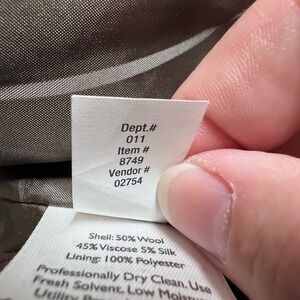 Dept.#
011
Item #
8749
Vendor #
02754
Shell: 50% Wool
45% Viscose 5% Silk
Lining: 100% Polyester
Professionally Dry Clean. Use
Fresh Solvent. Low Moisture